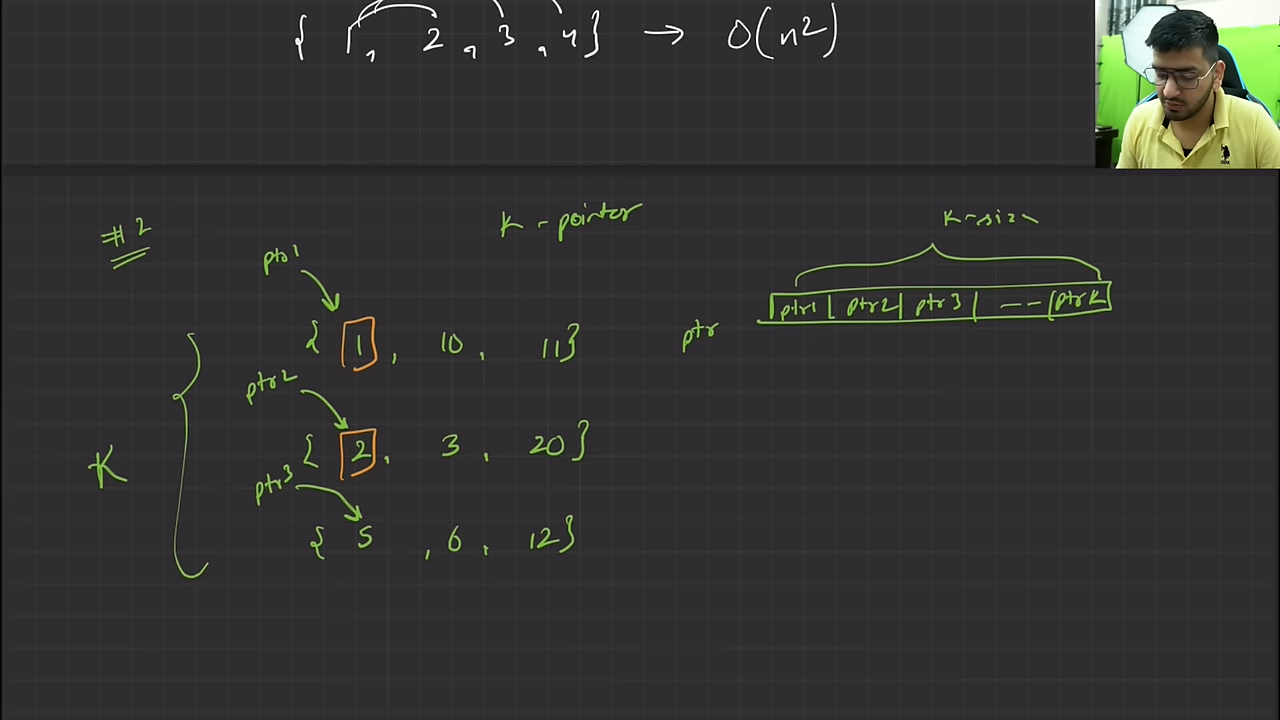 { 1, 2, 3, 4} → O(n²)
#2
K - pointer
K-size
ptr1
ptr1 | ptr2 | ptr3 | -- | ptrK
ptr
{ 1, 10, 11}
ptr2
{ 2, 3, 20}
K
ptr3
{ 5, 6, 12}